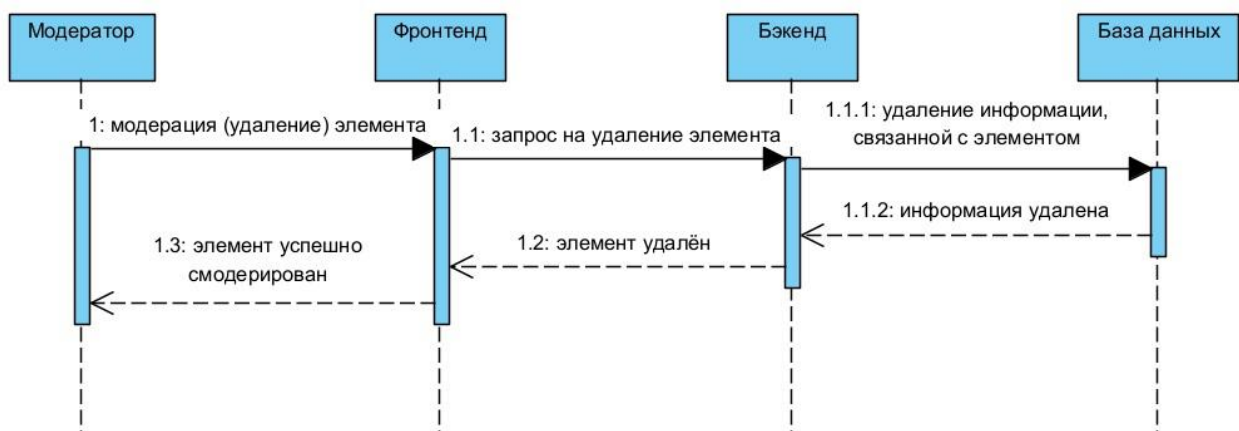 Модератор
Фронтенд
Бэкенд
База данных
1: модерация (удаление) элемента
1.1: запрос на удаление элемента
1.1.1: удаление информации,
связанной с элементом
1.1.2: информация удалена
1.2: элемент удалён
1.3: элемент успешно
смодерирован